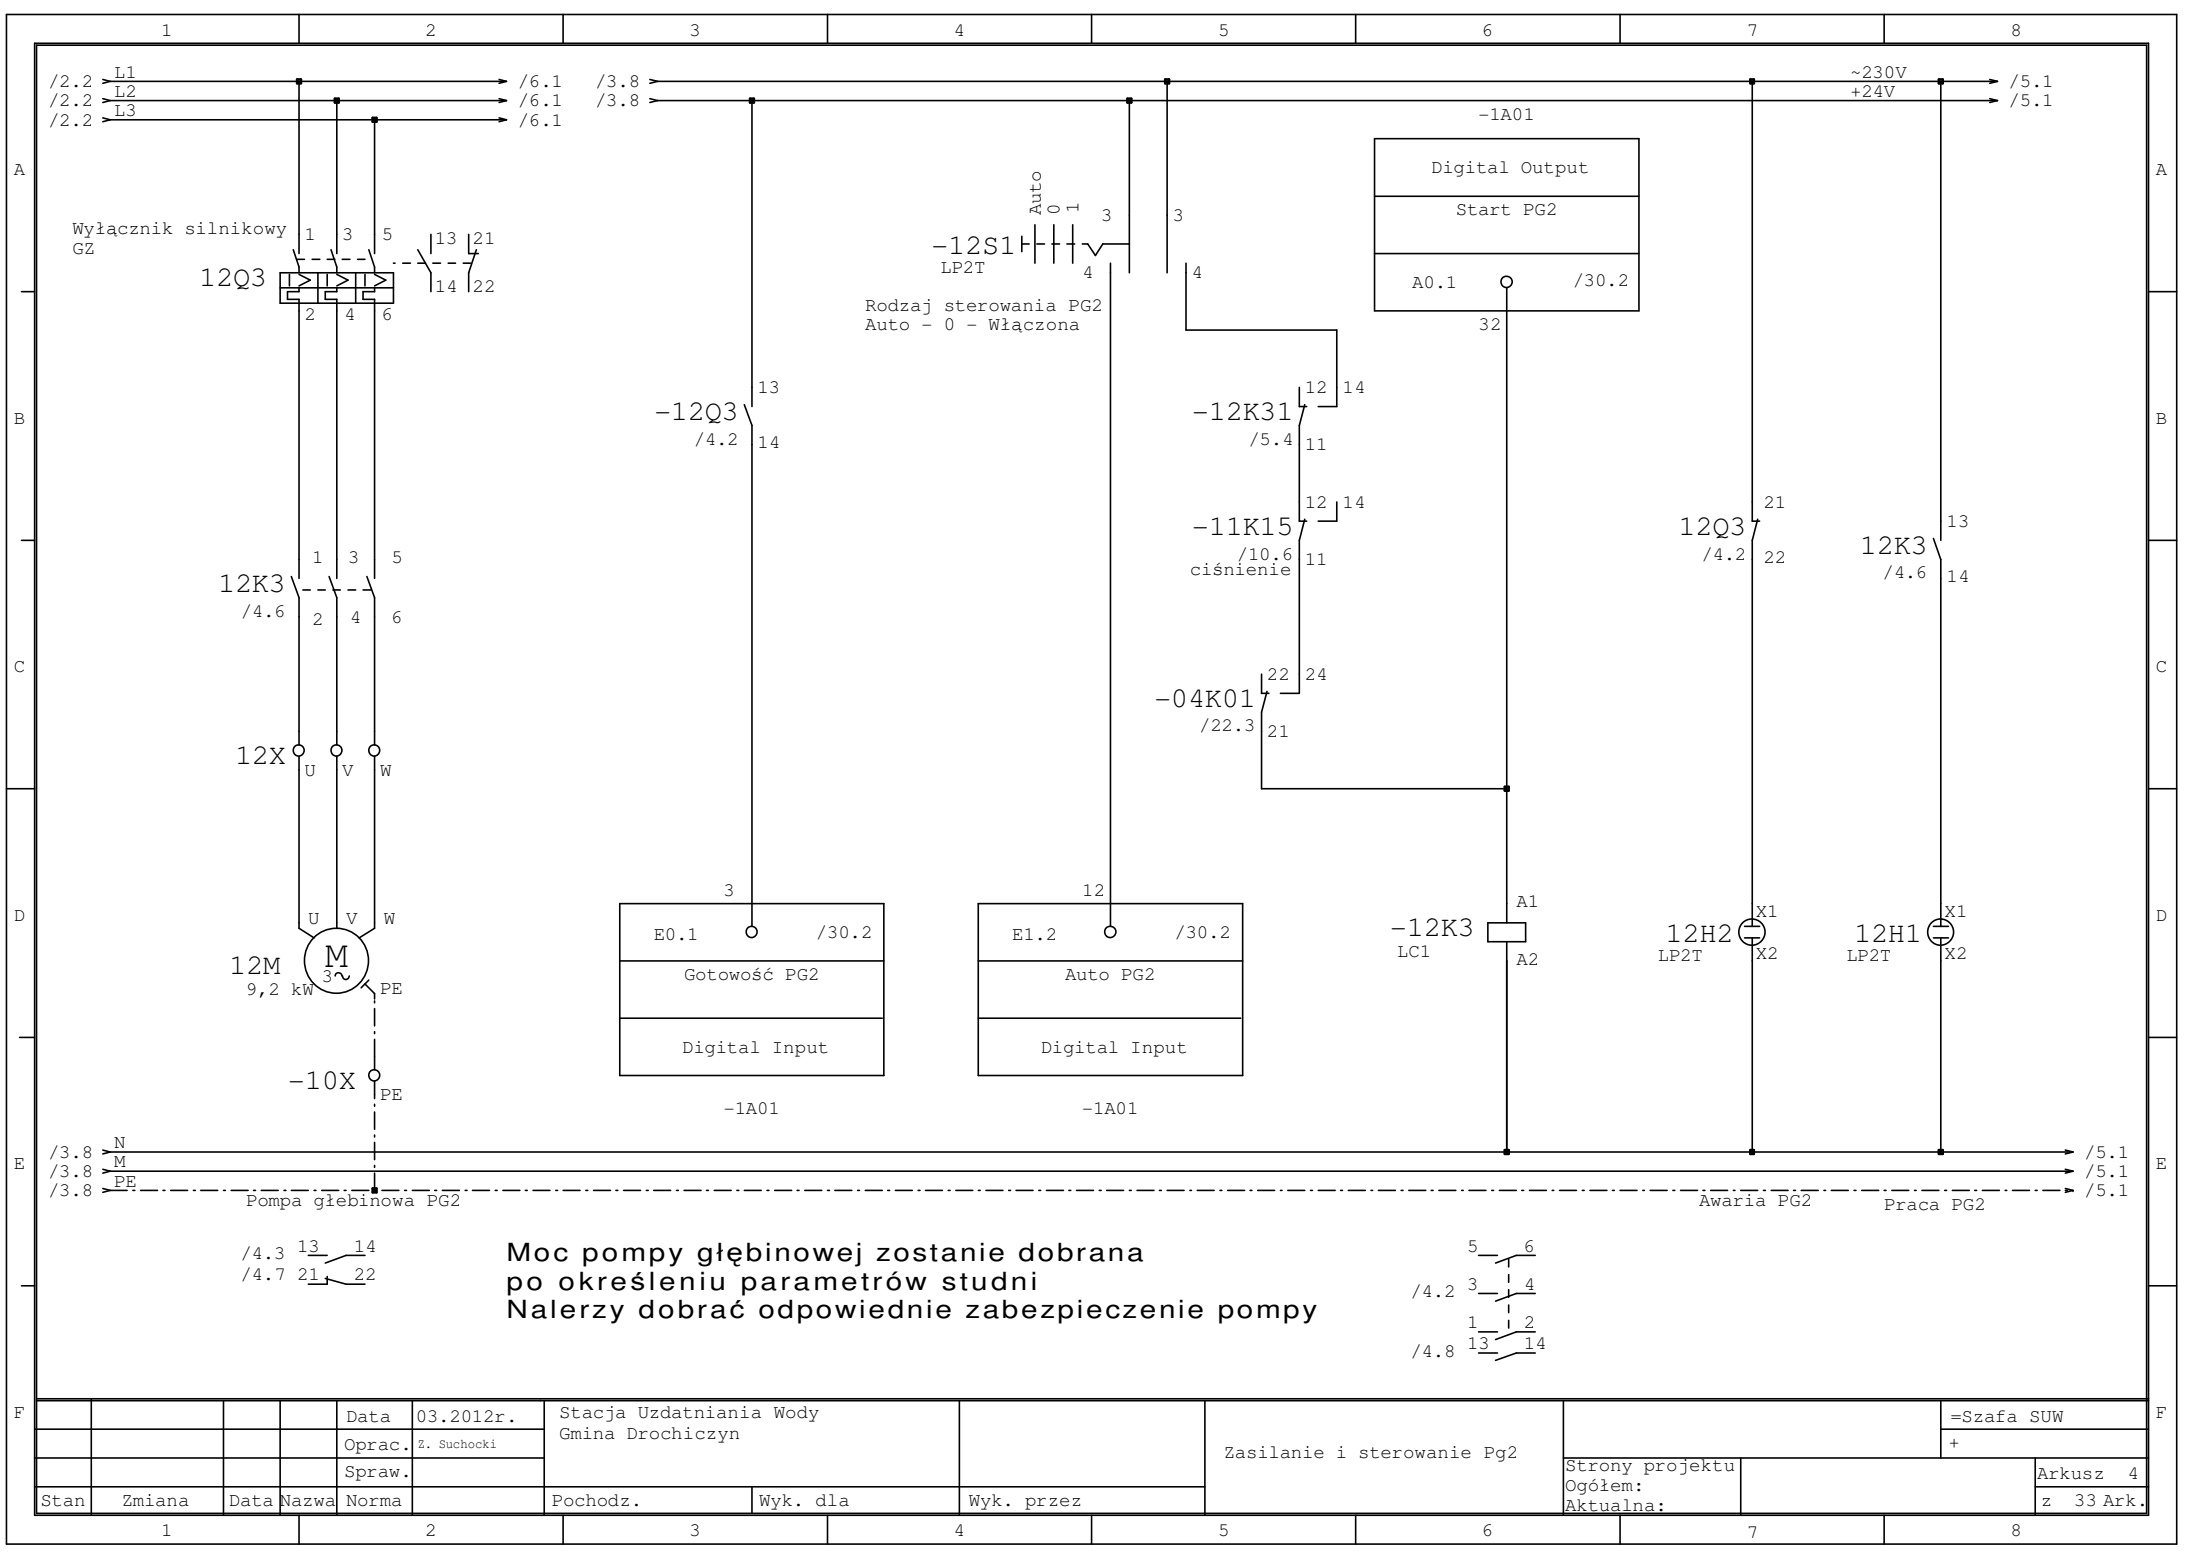 1 2 3 4 5 6 7 8
/2.2 L1 /6.1 /3.8 ~230V /5.1
/2.2 L2 /6.1 /3.8 +24V /5.1
/2.2 L3 /6.1
-1A01
A A
Digital Output
Start PG2
A0.1 /30.2
32
Wyłącznik silnikowy
GZ
12Q3
1 3 5
13 21
14 22
2 4 6
Auto
0
1
3 3
-12S1
LP2T
4 4
Rodzaj sterowania PG2
Auto - 0 - Włączona
B B
13
-12Q3
/4.2 14
12 14
-12K31
/5.4 11
12 14
-11K15
/10.6 11
ciśnienie
21
12Q3
/4.2 22
13
12K3
/4.6 14
1 3 5
12K3
/4.6
2 4 6
C C
22 24
-04K01
/22.3 21
12X
U V W
D D
U V W
12M
9,2 kW
M
3~
PE
-10X
PE
3
E0.1 /30.2
Gotowość PG2
Digital Input
-1A01
12
E1.2 /30.2
Auto PG2
Digital Input
-1A01
A1
-12K3
LC1
A2
X1
12H2
LP2T
X2
X1
12H1
LP2T
X2
E E
/3.8 N /5.1
/3.8 M /5.1
/3.8 PE /5.1
Pompa głebinowa PG2
Awaria PG2
Praca PG2
/4.3 13 14
/4.7 21 22
Moc pompy głębinowej zostanie dobrana
po określeniu parametrów studni
Nalerzy dobrać odpowiednie zabezpieczenie pompy
5 6
/4.2 3 4
1 2
/4.8 13 14
F F
Data 03.2012r.
Oprac. Z. Suchocki
Spraw.
Stan Zmiana Data Nazwa Norma
Stacja Uzdatniania Wody
Gmina Drochiczyn
Pochodz. Wyk. dla Wyk. przez
Zasilanie i sterowanie Pg2
Strony projektu
Ogółem:
Aktualna:
=Szafa SUW
+
Arkusz 4
z 33 Ark.
1 2 3 4 5 6 7 8